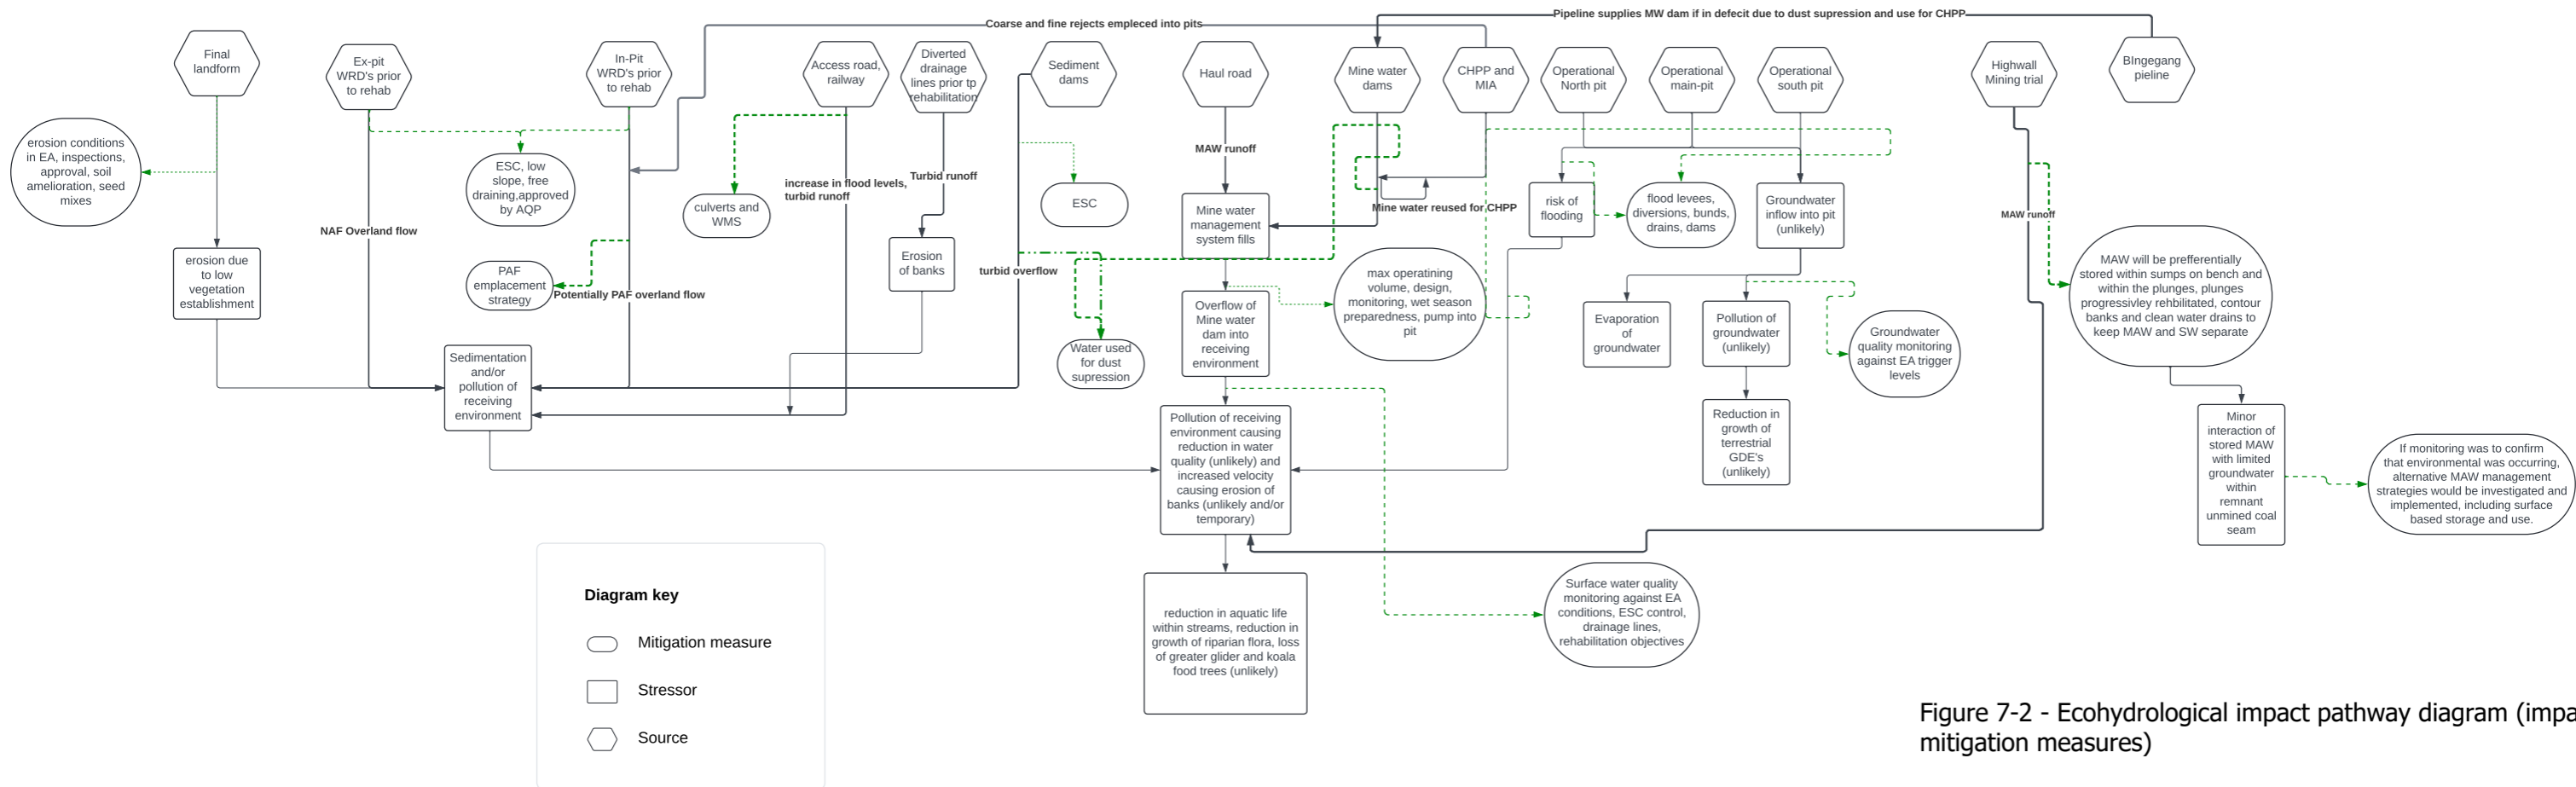 Coarse and fine rejects empleced into pits
Pipeline supplies MW dam if in defecit due to dust supression and use for CHPP
Final
landform
Ex-pit
WRD's prior
to rehab
In-Pit
WRD's prior
to rehab
Access road,
railway
Diverted
drainage
lines prior tp
rehabilitation
Sediment
dams
Haul road
Mine water
dams
CHPP and
MIA
Operational
North pit
Operational
main-pit
Operational
south pit
Highwall
Mining trial
BIngegang
pieline
erosion conditions
in EA, inspections,
approval, soil
amelioration, seed
mixes
ESC, low
slope, free
draining,approved
by AQP
culverts and
WMS
increase in flood levels,
turbid runoff
Turbid runoff
ESC
MAW runoff
Mine water
management
system fills
Mine water reused for CHPP
risk of
flooding
flood levees,
diversions, bunds,
drains, dams
Groundwater
inflow into pit
(unlikely)
MAW runoff
NAF Overland flow
erosion due
to low
vegetation
establishment
PAF
emplacement
strategy
Potentially PAF overland flow
Erosion
of banks
turbid overflow
Water used
for dust
supression
Overflow of
Mine water
dam into
receiving
environment
max operatining
volume, design,
monitoring, wet season
preparedness, pump into
pit
Evaporation
of
groundwater
Pollution of
groundwater
(unlikely)
Groundwater
quality monitoring
against EA trigger
levels
MAW will be prefferentially
stored within sumps on bench and
within the plunges, plunges
progressivley rehbilitated, contour
banks and clean water drains to
keep MAW and SW separate
Sedimentation
and/or
pollution of
receiving
environment
Pollution of receiving
environment causing
reduction in water
quality (unlikely) and
increased velocity
causing erosion of
banks (unlikely and/or
temporary)
Reduction in
growth of
terrestrial
GDE's
(unlikely)
Minor
interaction of
stored MAW
with limited
groundwater
within
remnant
unmined coal
seam
If monitoring was to confirm
that environmental was occurring,
alternative MAW management
strategies would be investigated and
implemented, including surface
based storage and use.
reduction in aquatic life
within streams, reduction in
growth of riparian flora, loss
of greater glider and koala
food trees (unlikely)
Surface water quality
monitoring against EA
conditions, ESC control,
drainage lines,
rehabilitation objectives
Diagram key
Mitigation measure
Stressor
Source
Figure 7-2 - Ecohydrological impact pathway diagram (impa
mitigation measures)